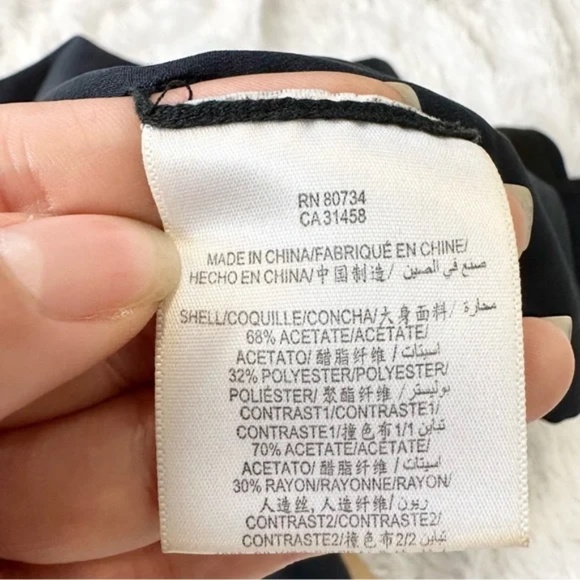 RN 80734
CA 31458
MADE IN CHINA/FABRIQUÉ EN CHINE/
HECHO EN CHINA/中国制造/ صنع في الصين
SHELL/COQUILLE/CONCHA/大身面料/ محارة/
68% ACETATE/ACÉTATE/
ACETATO/醋脂纤维/ أسيتات/
32% POLYESTER/POLYESTER/
POLIÉSTER/ 聚酯纤维 / بوليستر/
CONTRAST1/CONTRASTE1/
CONTRASTE1/撞色布1/1 تباين/
70% ACETATE/ACÉTATE/
ACETATO/ 醋脂纤维/ أسيتات/
30% RAYON/RAYONNE/RAYON/
人造丝, 人造纤维/ ريون/
CONTRAST2/CONTRASTE2/
CONTRASTE2/撞色布2/2 تباين/